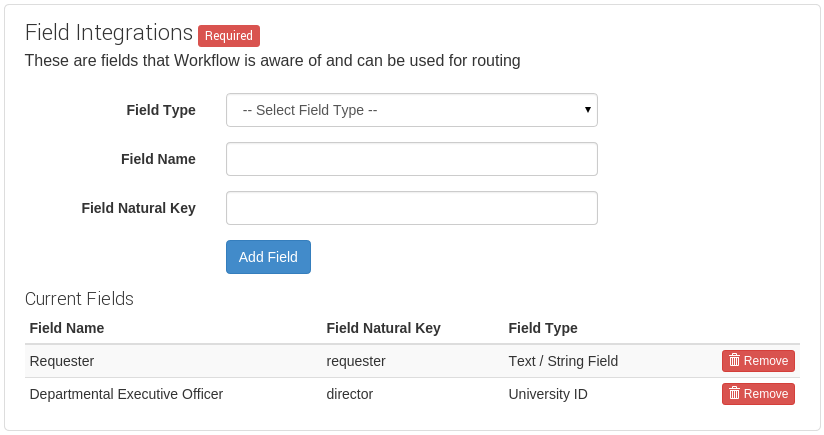 Field Integrations Required
These are fields that Workflow is aware of and can be used for routing
Field Type -- Select Field Type --
Field Name
Field Natural Key
Add Field
Current Fields
Field Name Field Natural Key Field Type
Requester requester Text / String Field Remove
Departmental Executive Officer director University ID Remove